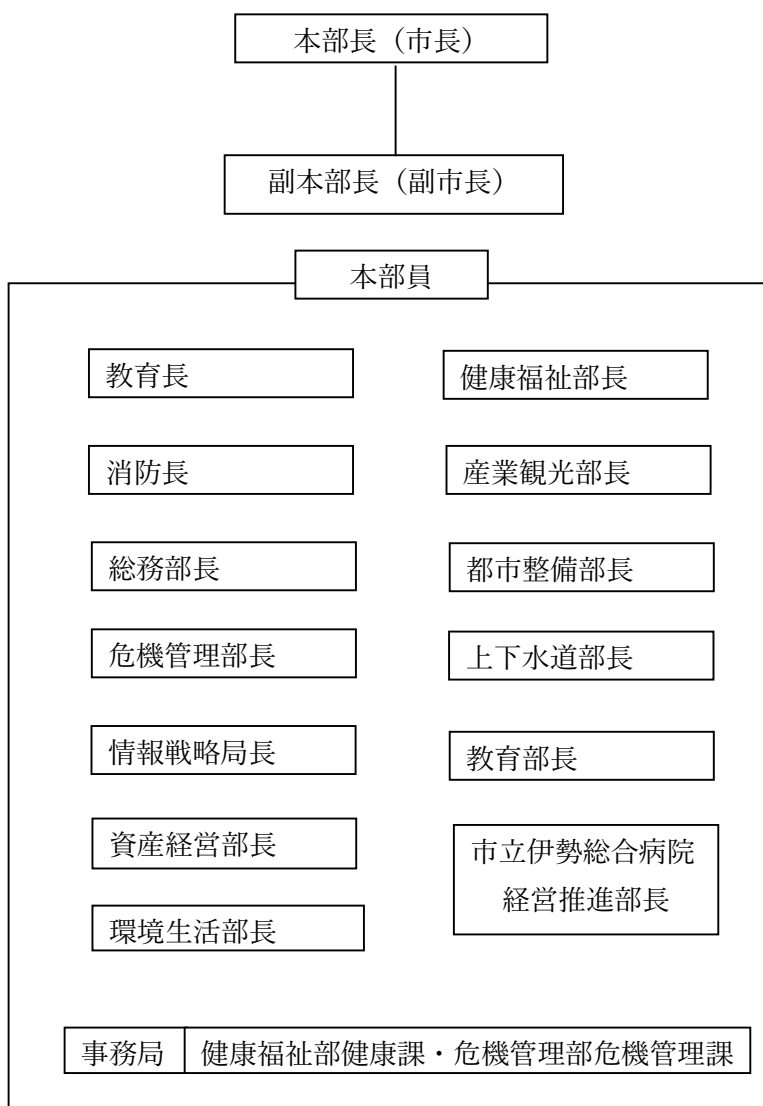 本部長（市長）
副本部長（副市長）
本部員
教育長
消防長
総務部長
危機管理部長
情報戦略局長
資産経営部長
環境生活部長
健康福祉部長
産業観光部長
都市整備部長
上下水道部長
教育部長
市立伊勢総合病院
経営推進部長
事務局 健康福祉部健康課・危機管理部危機管理課